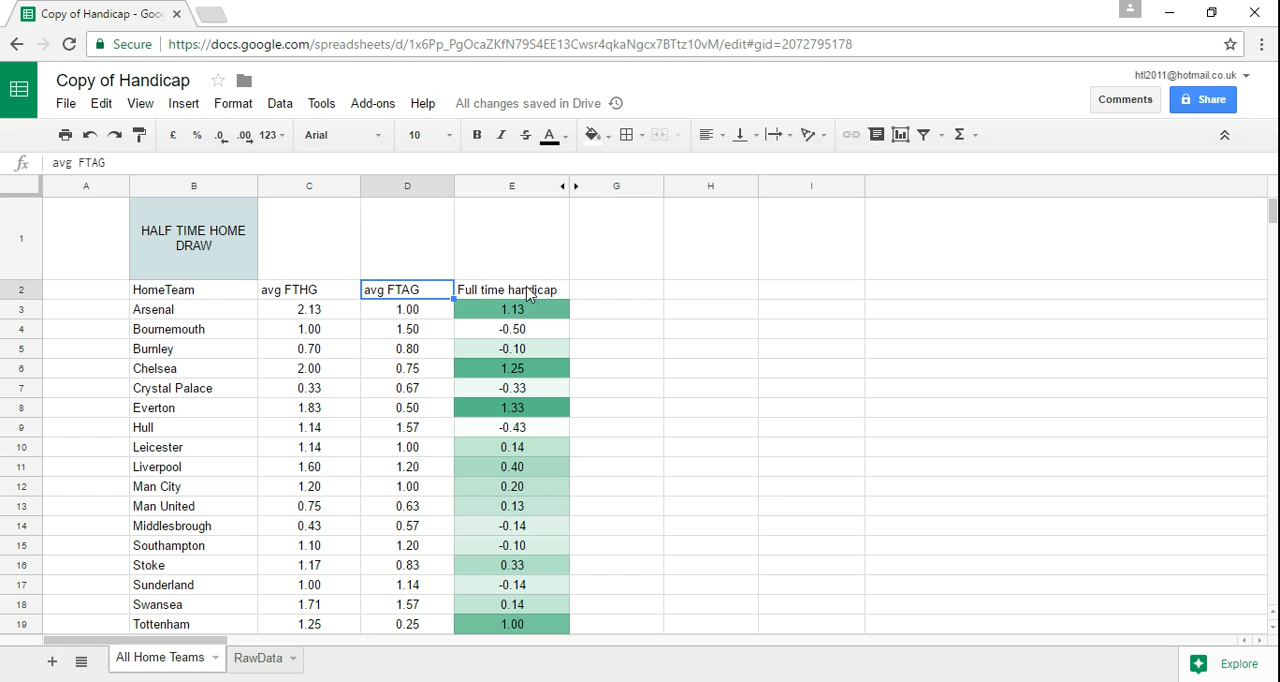 Copy of Handicap - Goo
Secure https://docs.google.com/spreadsheets/d/1x6Pp_PgOcaZKfN79S4EE13Cwsr4qkaNgcx7BTtz10vM/edit#gid=2072795178
Copy of Handicap
htl2011@hotmail.co.uk
File Edit View Insert Format Data Tools Add-ons Help All changes saved in Drive
Comments Share
£ % .0 .00 123 Arial 10 B I S A Σ
fx avg FTAG
A B C D E G H I
1 HALF TIME HOME
DRAW
2 HomeTeam avg FTHG avg FTAG Full time handicap
3 Arsenal 2.13 1.00 1.13
4 Bournemouth 1.00 1.50 -0.50
5 Burnley 0.70 0.80 -0.10
6 Chelsea 2.00 0.75 1.25
7 Crystal Palace 0.33 0.67 -0.33
8 Everton 1.83 0.50 1.33
9 Hull 1.14 1.57 -0.43
10 Leicester 1.14 1.00 0.14
11 Liverpool 1.60 1.20 0.40
12 Man City 1.20 1.00 0.20
13 Man United 0.75 0.63 0.13
14 Middlesbrough 0.43 0.57 -0.14
15 Southampton 1.10 1.20 -0.10
16 Stoke 1.17 0.83 0.33
17 Sunderland 1.00 1.14 -0.14
18 Swansea 1.71 1.57 0.14
19 Tottenham 1.25 0.25 1.00
All Home Teams RawData
Explore